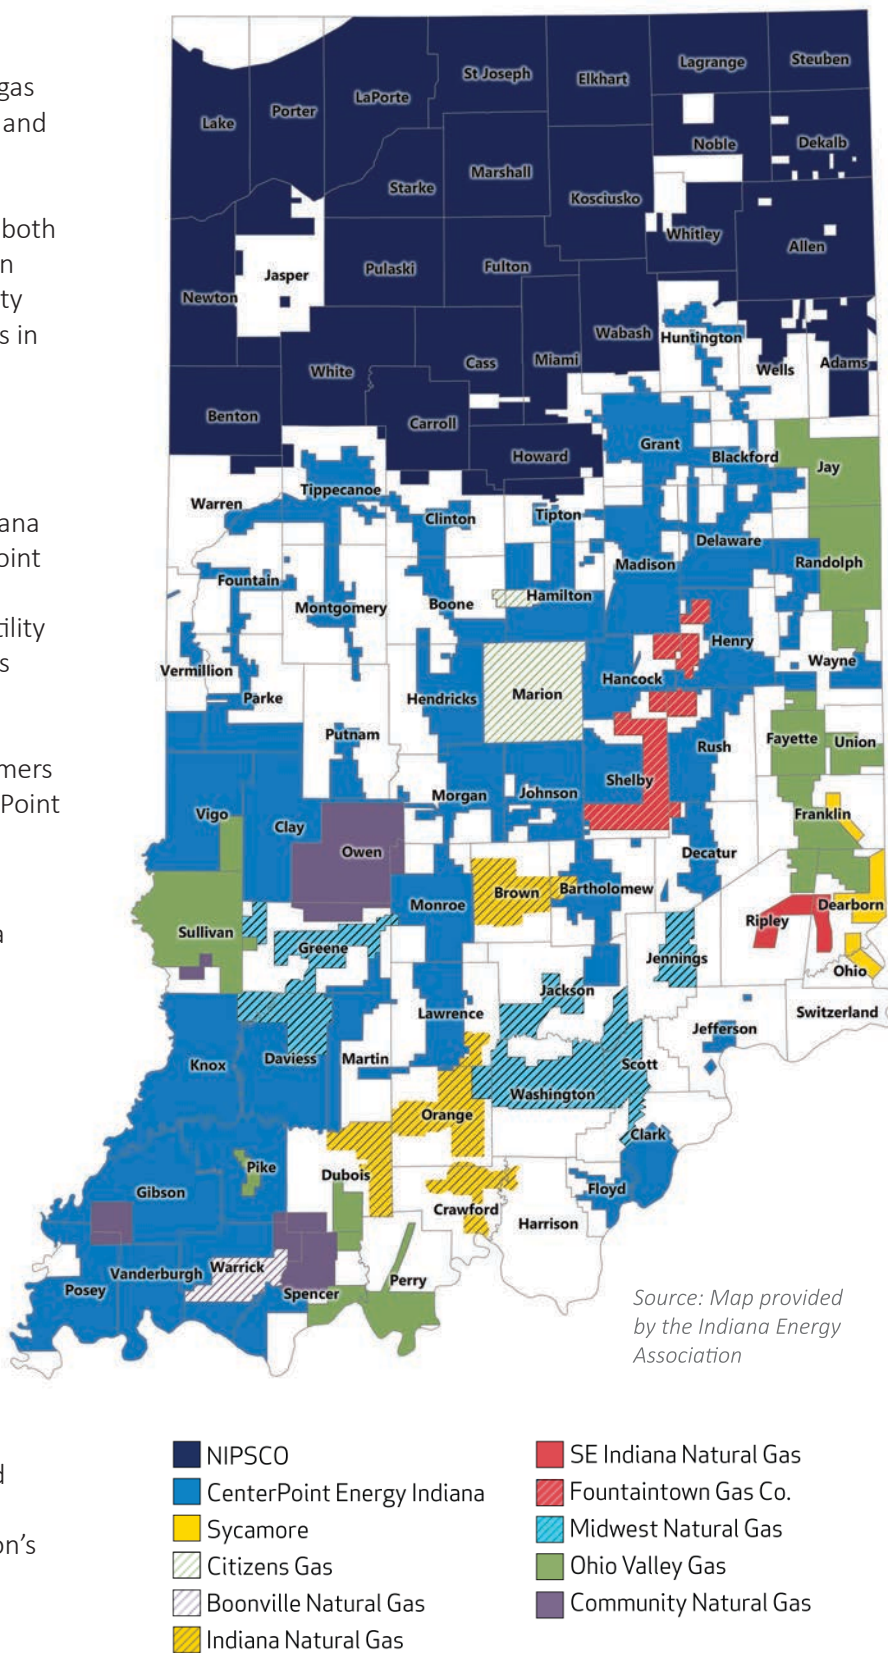 gas
and
both
n
ty
s in
ana
oint
tility
s
mers
Point
a
d
on's
St Joseph
Elkhart
Lagrange
Steuben
Lake
Porter
LaPorte
Noble
Dekalb
Starke
Marshall
Kosciusko
Whitley
Allen
Jasper
Pulaski
Fulton
Newton
Wabash
Huntington
White
Cass
Miami
Wells
Adams
Benton
Carroll
Howard
Grant
Blackford
Jay
Warren
Tippecanoe
Clinton
Tipton
Delaware
Madison
Randolph
Fountain
Montgomery
Boone
Hamilton
Henry
Vermillion
Parke
Hendricks
Marion
Hancock
Wayne
Putnam
Rush
Fayette
Union
Morgan
Johnson
Shelby
Vigo
Clay
Franklin
Owen
Decatur
Monroe
Brown
Bartholomew
Dearborn
Sullivan
Greene
Ripley
Jennings
Ohio
Jackson
Lawrence
Switzerland
Jefferson
Knox
Daviess
Martin
Scott
Washington
Orange
Clark
Pike
Dubois
Gibson
Crawford
Floyd
Harrison
Posey
Vanderburgh
Warrick
Spencer
Perry
Source: Map provided
by the Indiana Energy
Association
NIPSCO
CenterPoint Energy Indiana
Sycamore
Citizens Gas
Boonville Natural Gas
Indiana Natural Gas
SE Indiana Natural Gas
Fountaintown Gas Co.
Midwest Natural Gas
Ohio Valley Gas
Community Natural Gas